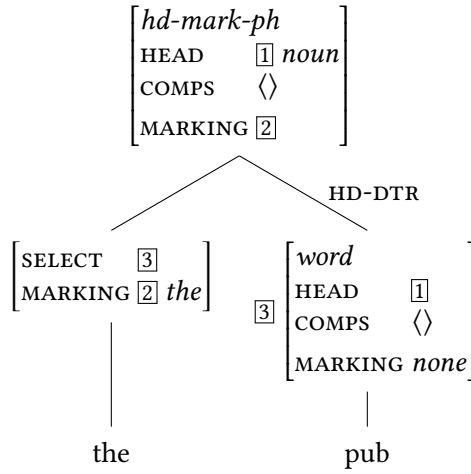 hd-mark-ph
HEAD 1 noun
COMPS ⟨⟩
MARKING 2
HD-DTR
SELECT 3
MARKING 2 the
3
word
HEAD 1
COMPS ⟨⟩
MARKING none
the pub